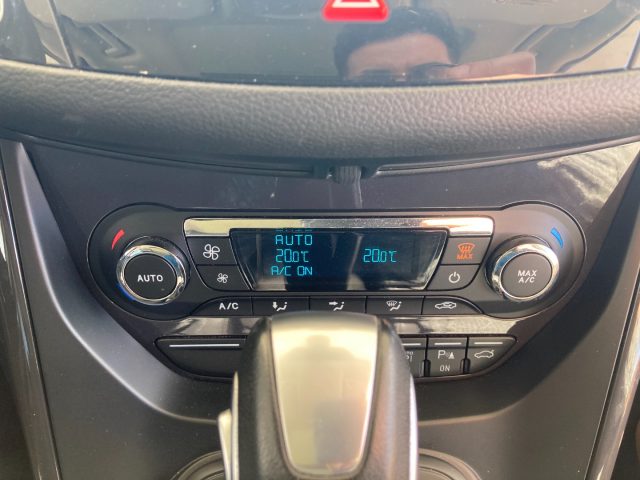 AUTO
20.0°C 20.0°C
A/C ON
AUTO
MAX
MAX
A/C
A/C
P
ON